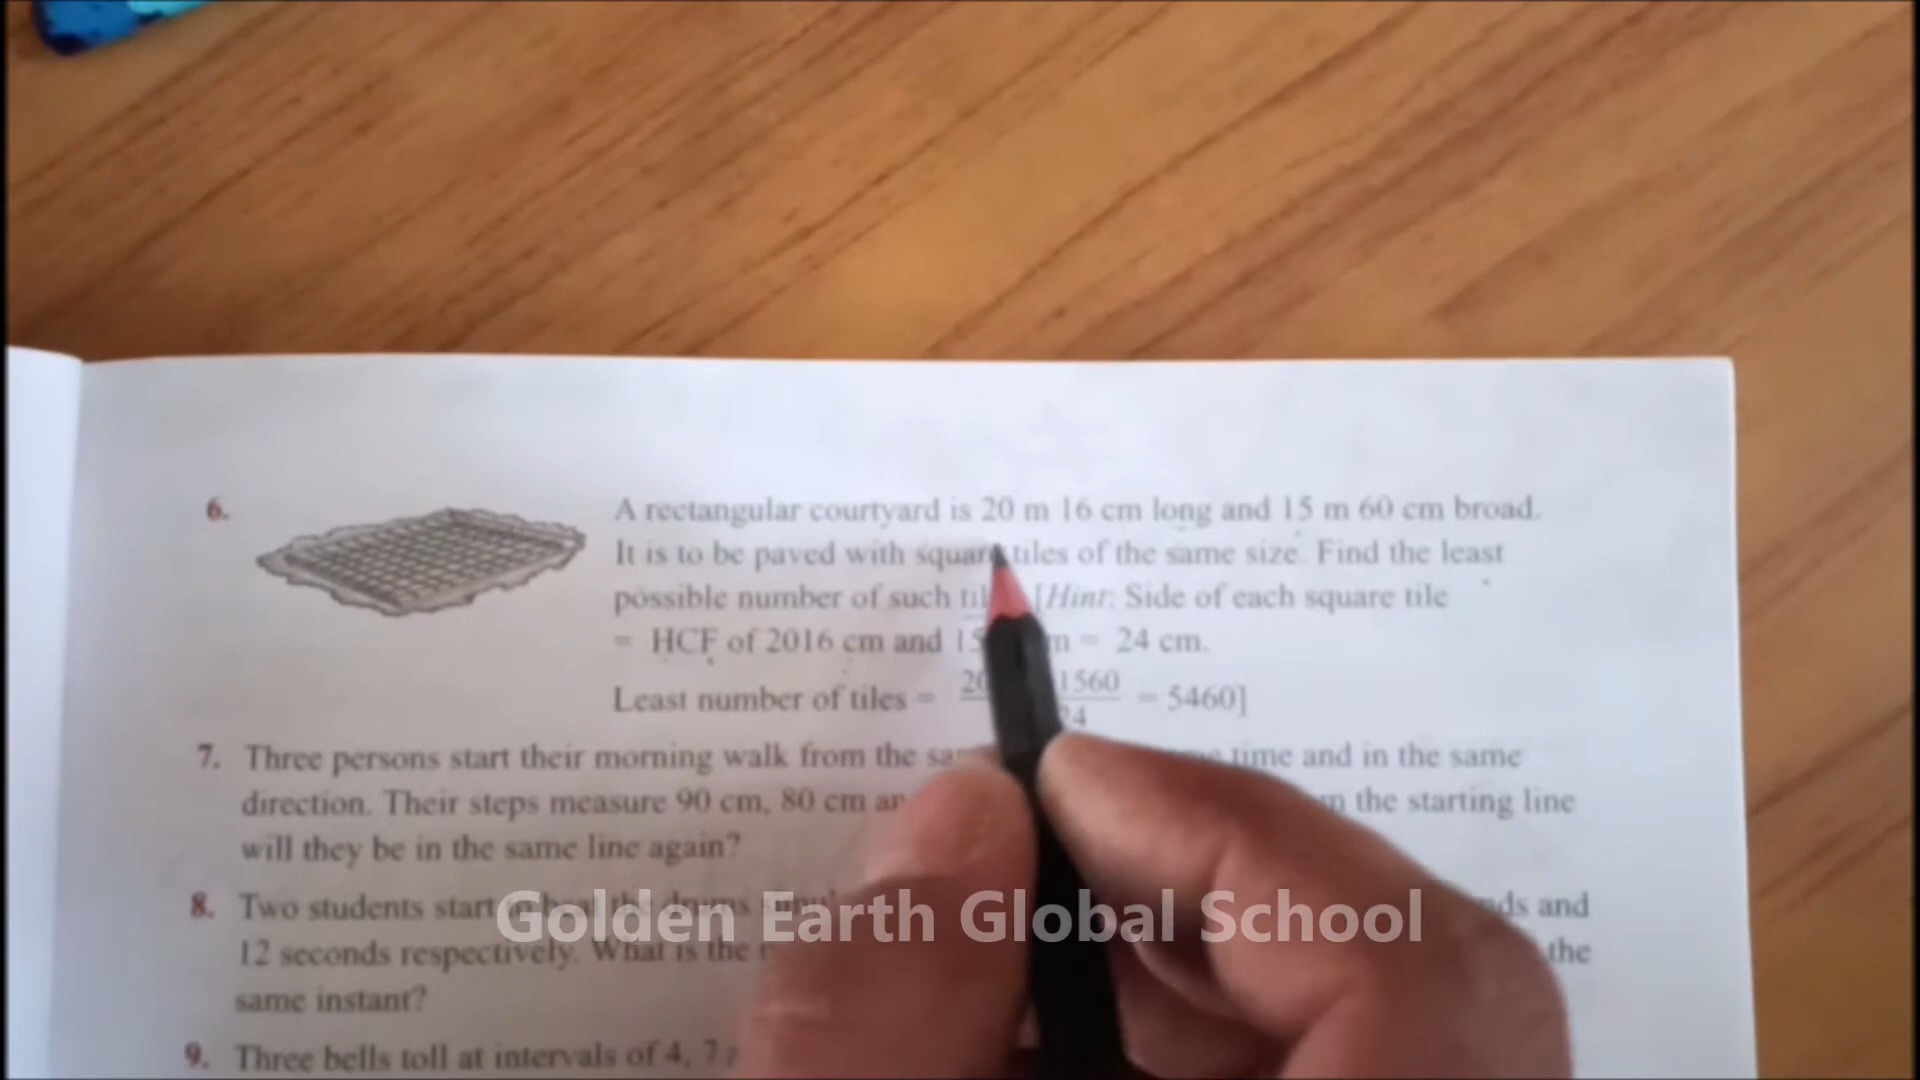 6. A rectangular courtyard is 20 m 16 cm long and 15 m 60 cm broad.
It is to be paved with square tiles of the same size. Find the least
possible number of such [Hint: Side of each square tile
= HCF of 2016 cm and = 24 cm.
Least number of tiles = 1560 = 5460]
24
7. Three persons start their morning walk from the time and in the same
direction. Their steps measure 90 cm, 80 cm the starting line
will they be in the same line again?
8. Two students start and
12 seconds respectively. What is the the
same instant?
9. Three bells toll at intervals of 4, 7
Golden Earth Global School